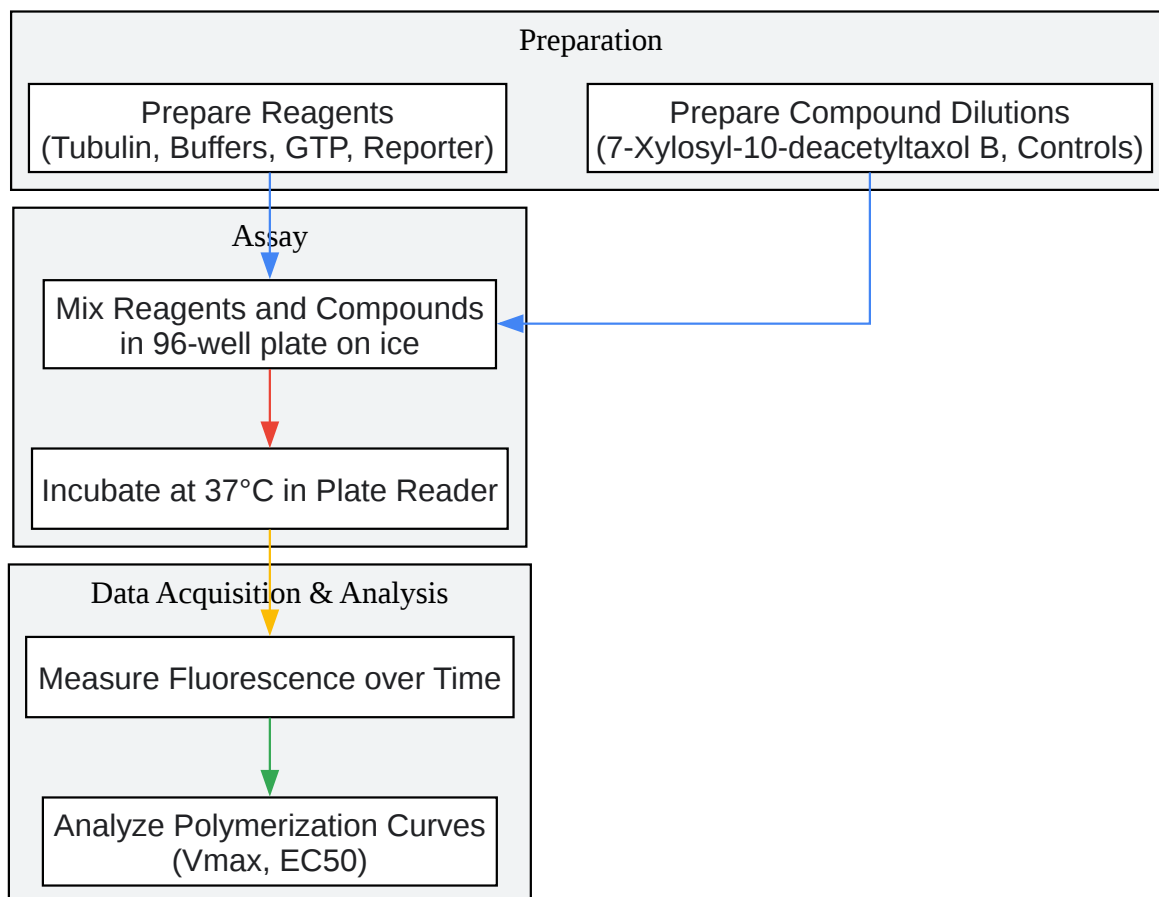 Preparation
Prepare Reagents
(Tubulin, Buffers, GTP, Reporter)
Prepare Compound Dilutions
(7-Xylosyl-10-deacetyltaxol B, Controls)
Assay
Mix Reagents and Compounds
in 96-well plate on ice
Incubate at 37°C in Plate Reader
Data Acquisition & Analysis
Measure Fluorescence over Time
Analyze Polymerization Curves
(Vmax, EC50)